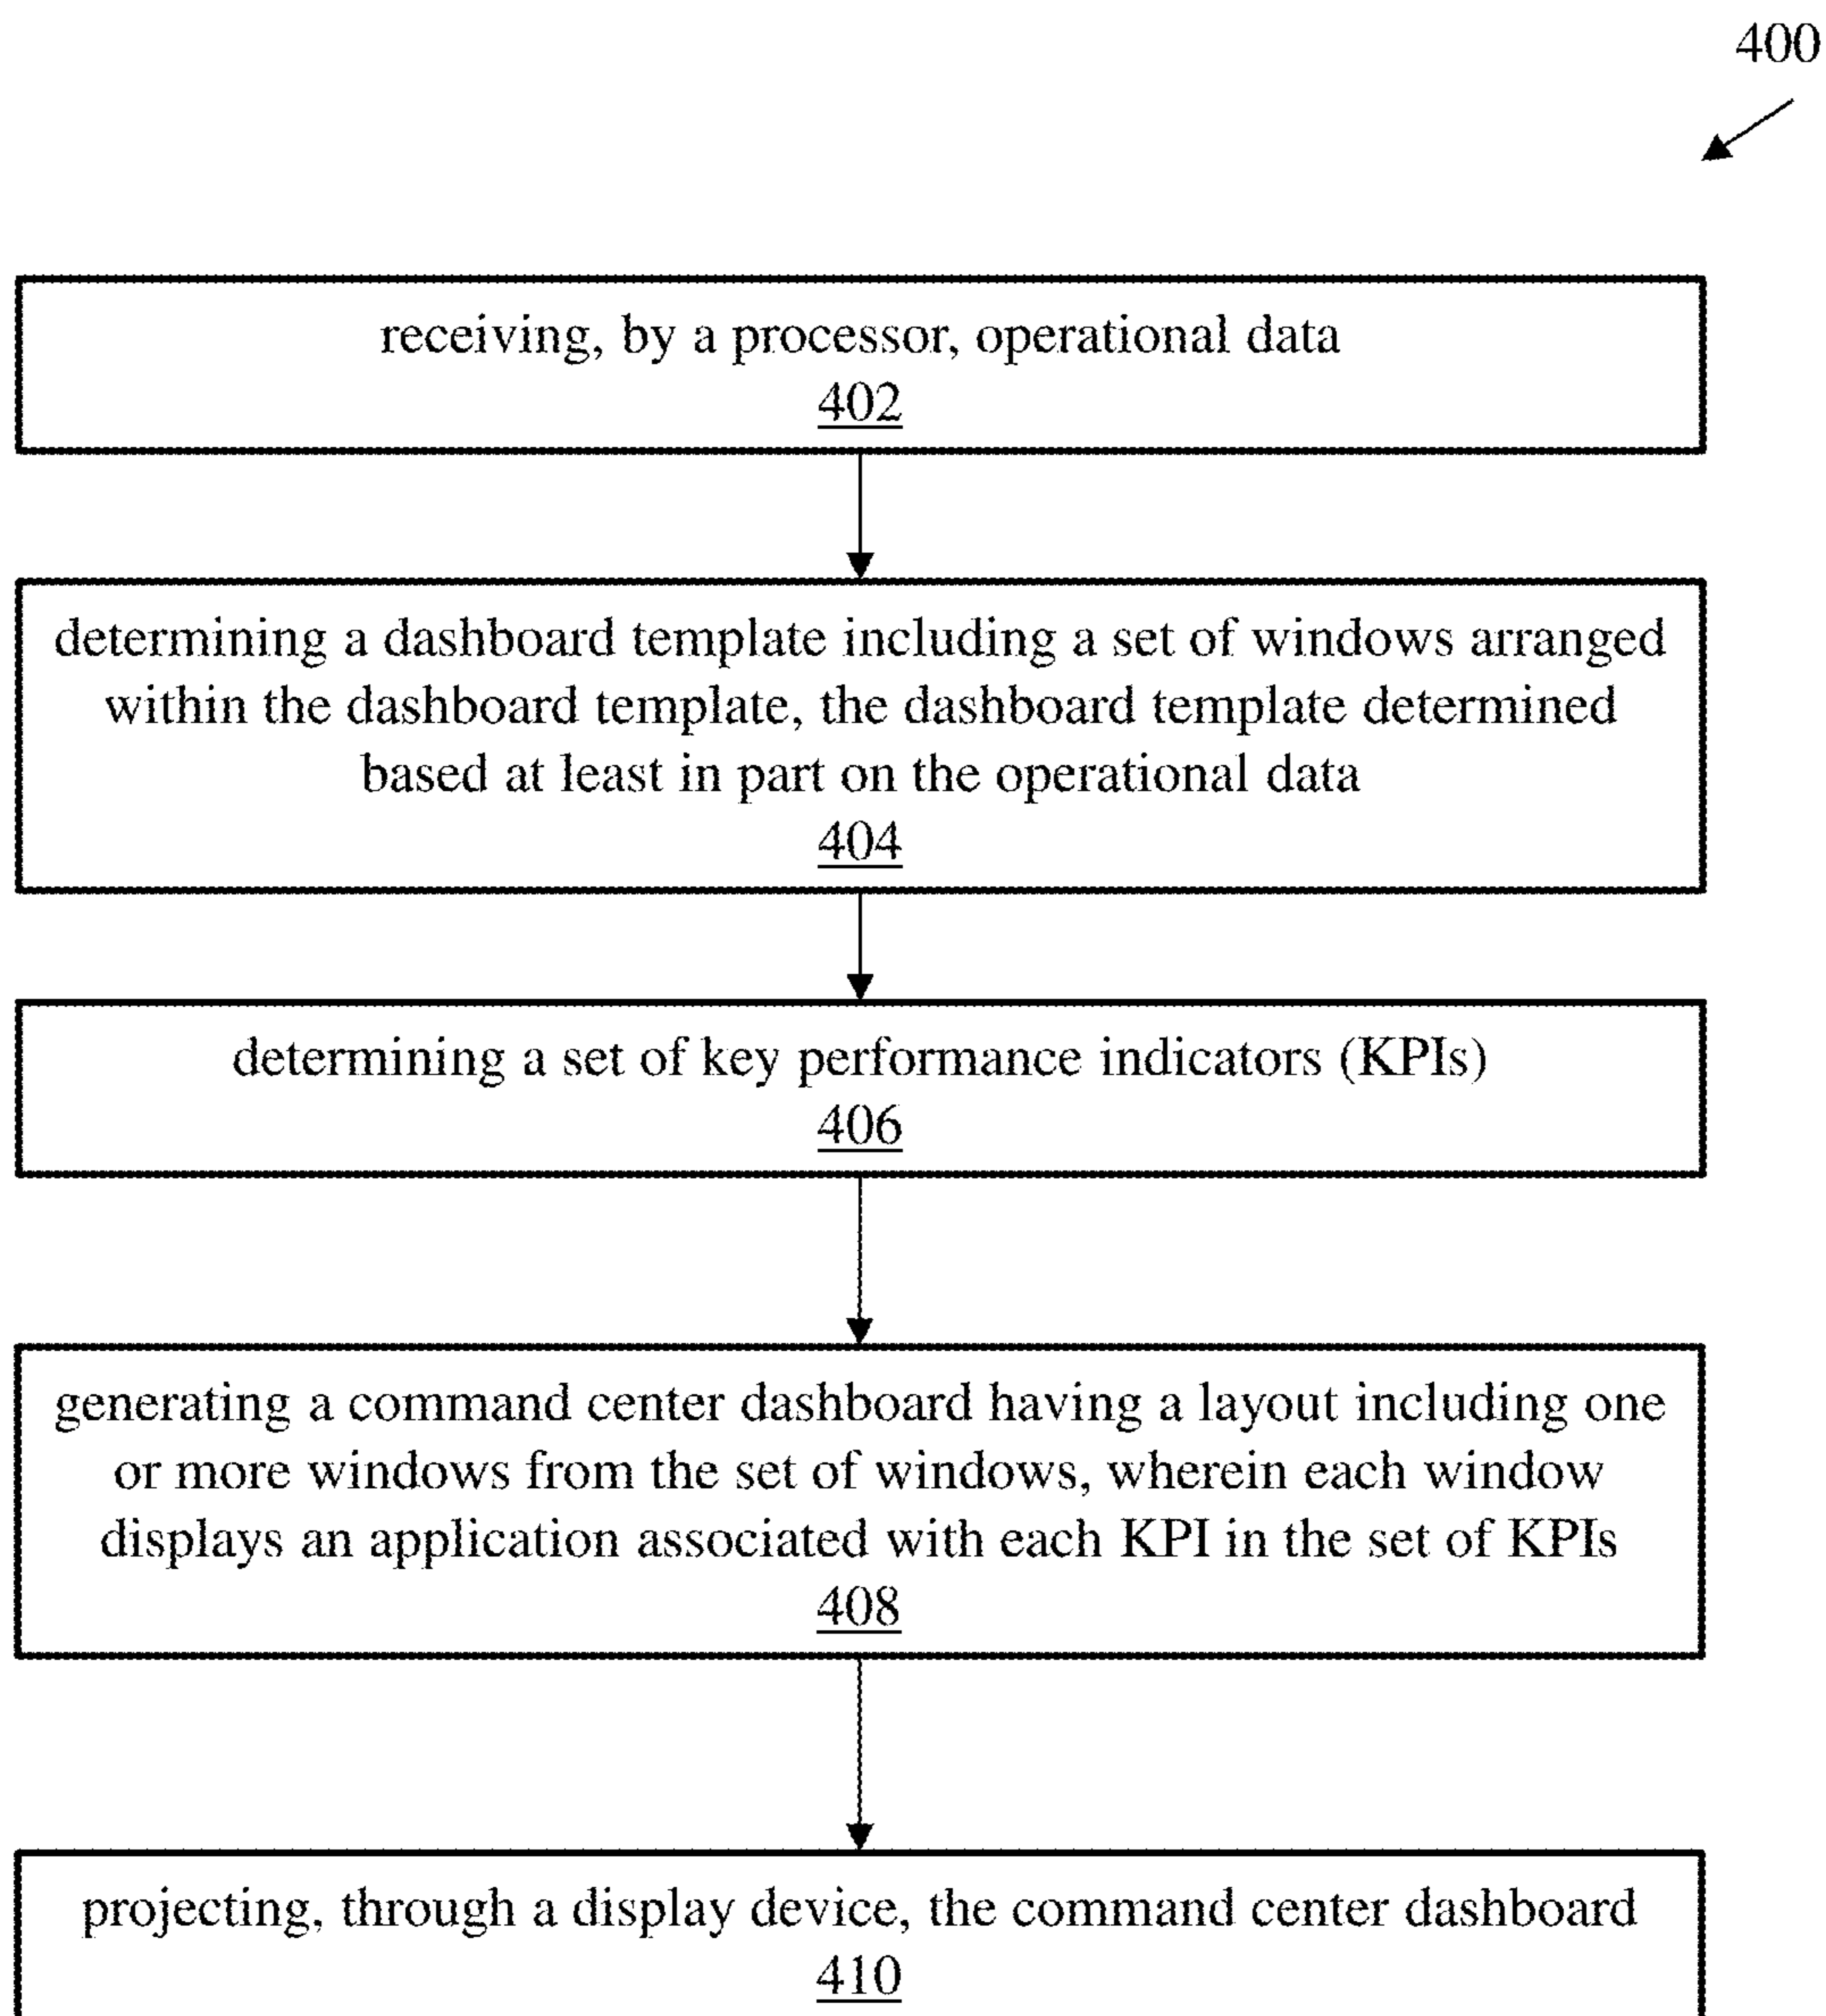 400
receiving, by a processor, operational data
402
determining a dashboard template including a set of windows arranged
within the dashboard template, the dashboard template determined
based at least in part on the operational data
404
determining a set of key performance indicators (KPIs)
406
generating a command center dashboard having a layout including one
or more windows from the set of windows, wherein each window
displays an application associated with each KPI in the set of KPIs
408
projecting, through a display device, the command center dashboard
410